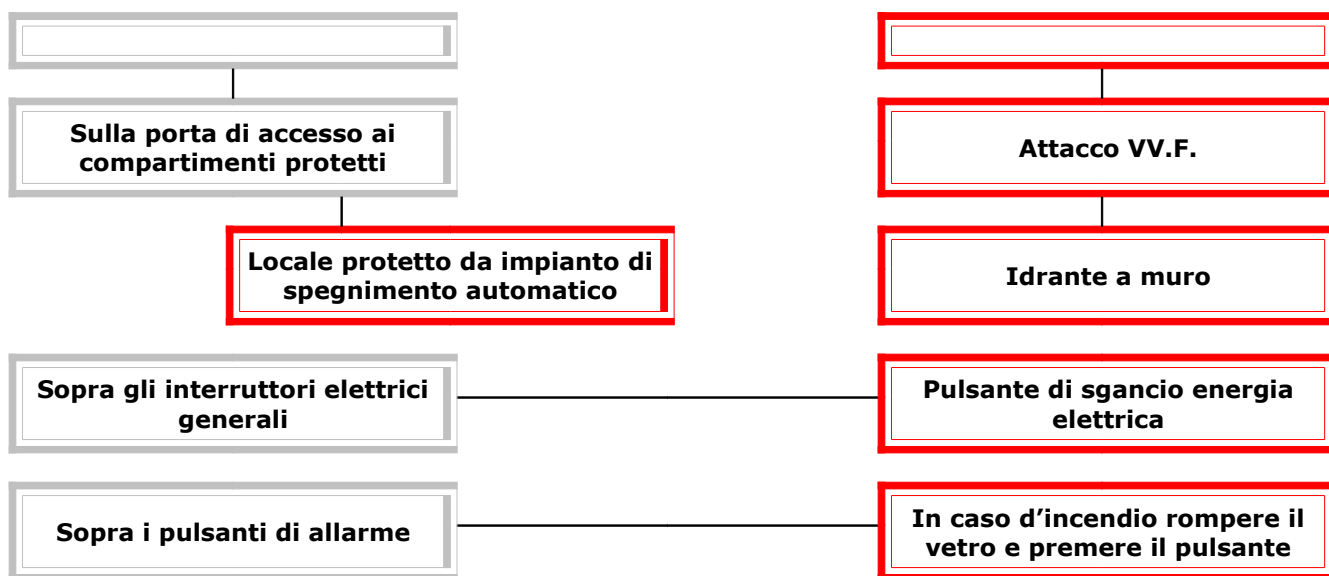 Sulla porta di accesso ai
compartimenti protetti
Attacco VV.F.
Locale protetto da impianto di
spegnimento automatico
Idrante a muro
Sopra gli interruttori elettrici
generali
Pulsante di sgancio energia
elettrica
Sopra i pulsanti di allarme
In caso d’incendio rompere il
vetro e premere il pulsante